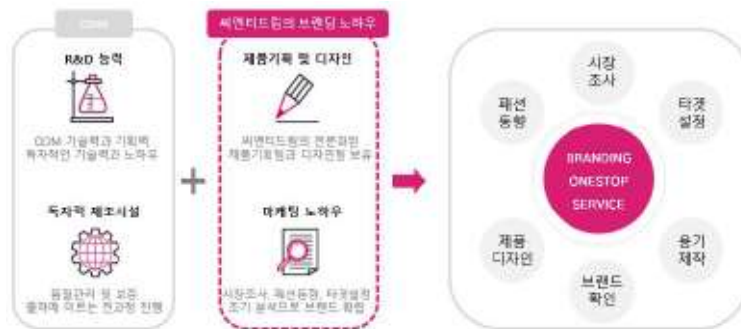 ODM
R&D 능력
ODM 기술력과 기획력
독자적인 기술력과 노하우
독자적 제조시설
품질관리 및 보증
출하에 이르는 전과정 진행
+
씨앤티드림의 브랜딩 노하우
제품기획 및 디자인
씨앤티드림의 전문화된
제품기획팀과 디자인팀 보유
마케팅 노하우
시장조사, 패션동향, 타겟설정
초기 분석으로 브랜드 확립
시장
조사
패션
동향
타겟
설정
BRANDING
ONESTOP
SERVICE
제품
디자인
용기
제작
브랜드
확인